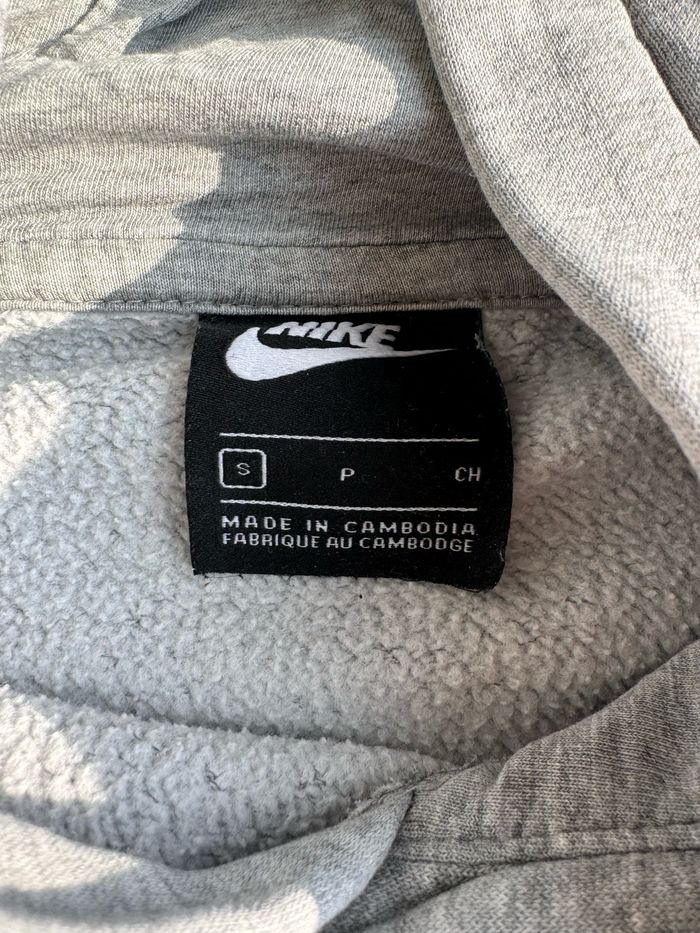 NIKE
S P CH
MADE IN CAMBODIA
FABRIQUE AU CAMBODGE